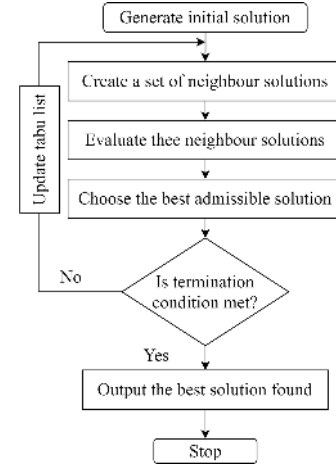 Generate initial solution
Create a set of neighbour solutions
Update tabu list
Evaluate thee neighbour solutions
Choose the best admissible solution
Is termination
condition met?
No
Yes
Output the best solution found
Stop